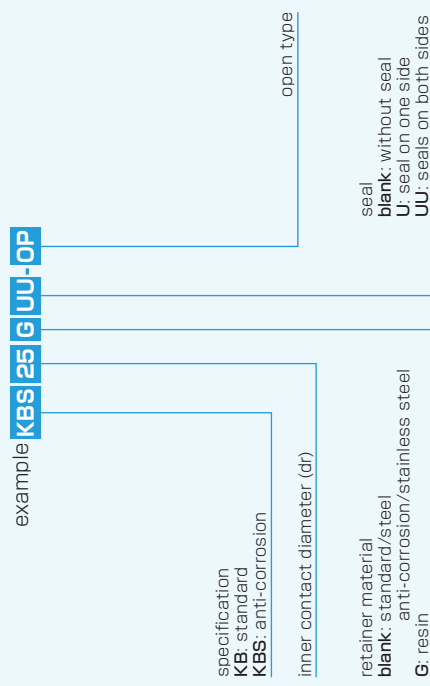 example KBS 25 G UU-OP
specification
KB: standard
KBS: anti-corrosion
inner contact diameter (dr)
retainer material
blank: standard/steel
anti-corrosion/stainless steel
G: resin
open type
seal
blank: without seal
U: seal on one side
UU: seals on both sides